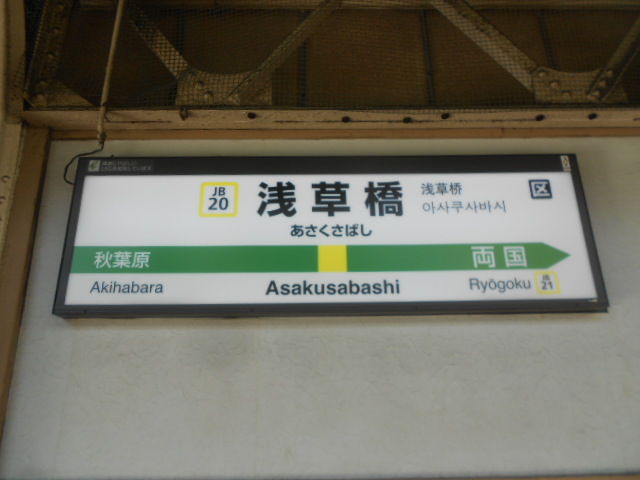 JB
20
浅草橋
浅草桥
아사쿠사바시
区
あさくさばし
秋葉原
両国
Akihabara
Asakusabashi
Ryōgoku
JB
21